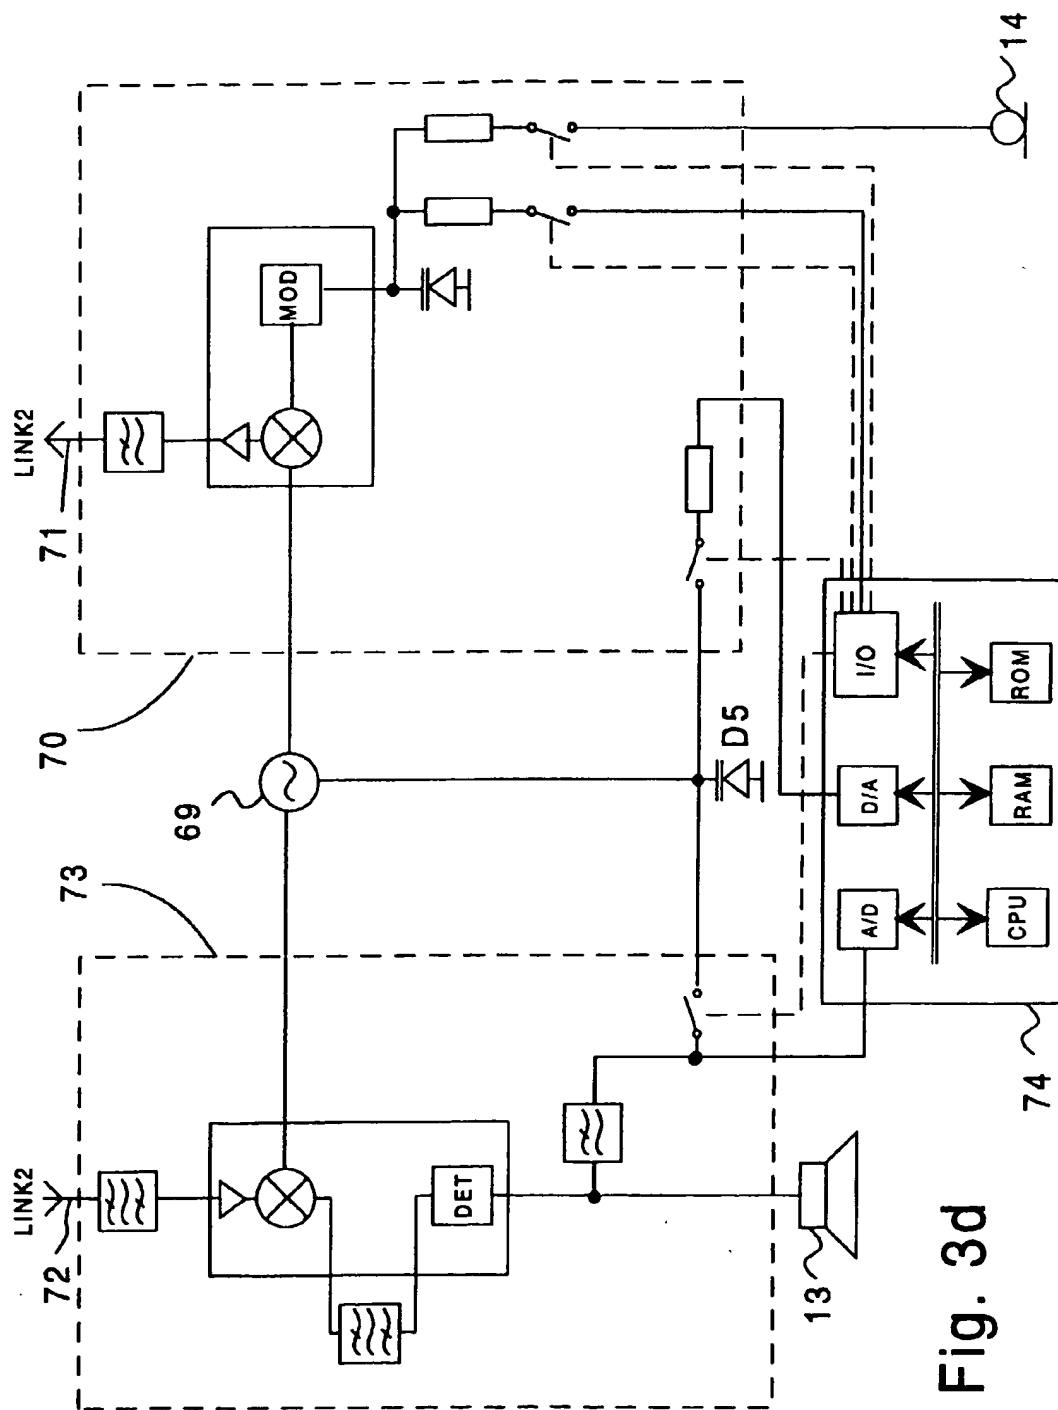 LINK2
71
MOD
14
70
69
73
LINK2
72
DET
D5
I/O
D/A
A/D
ROM
RAM
CPU
74
13
Fig. 3d